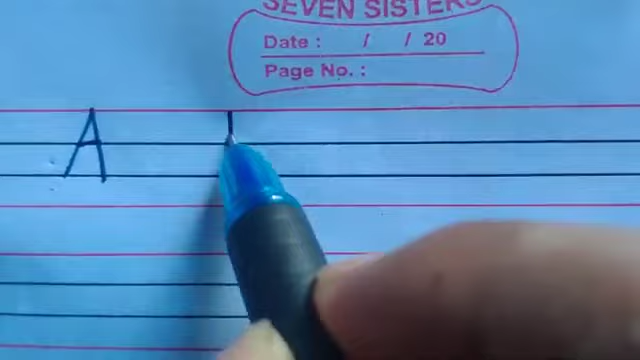 SEVEN SISTERS
Date : / / 20
Page No. :
A